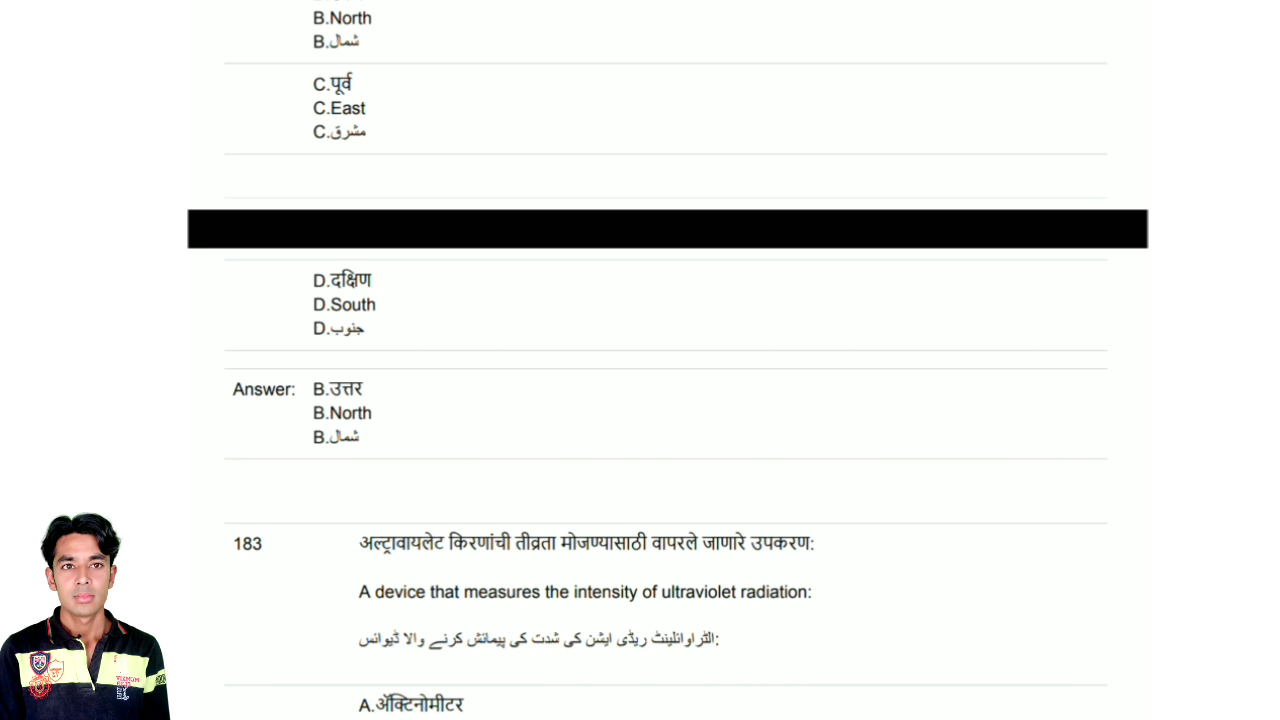 B.North
B.شمال
C.पूर्व
C.East
C.مشرق
D.दक्षिण
D.South
D.جنوب
Answer: B.उत्तर
B.North
B.شمال
183 अल्ट्रावायलेट किरणांची तीव्रता मोजण्यासाठी वापरले जाणारे उपकरण:
A device that measures the intensity of ultraviolet radiation:
الٹراوائلینٹ ریڈی ایشن کی شدت کی پیمائش کرنے والا ڈیوائس:
A.ॲक्टिनोमीटर